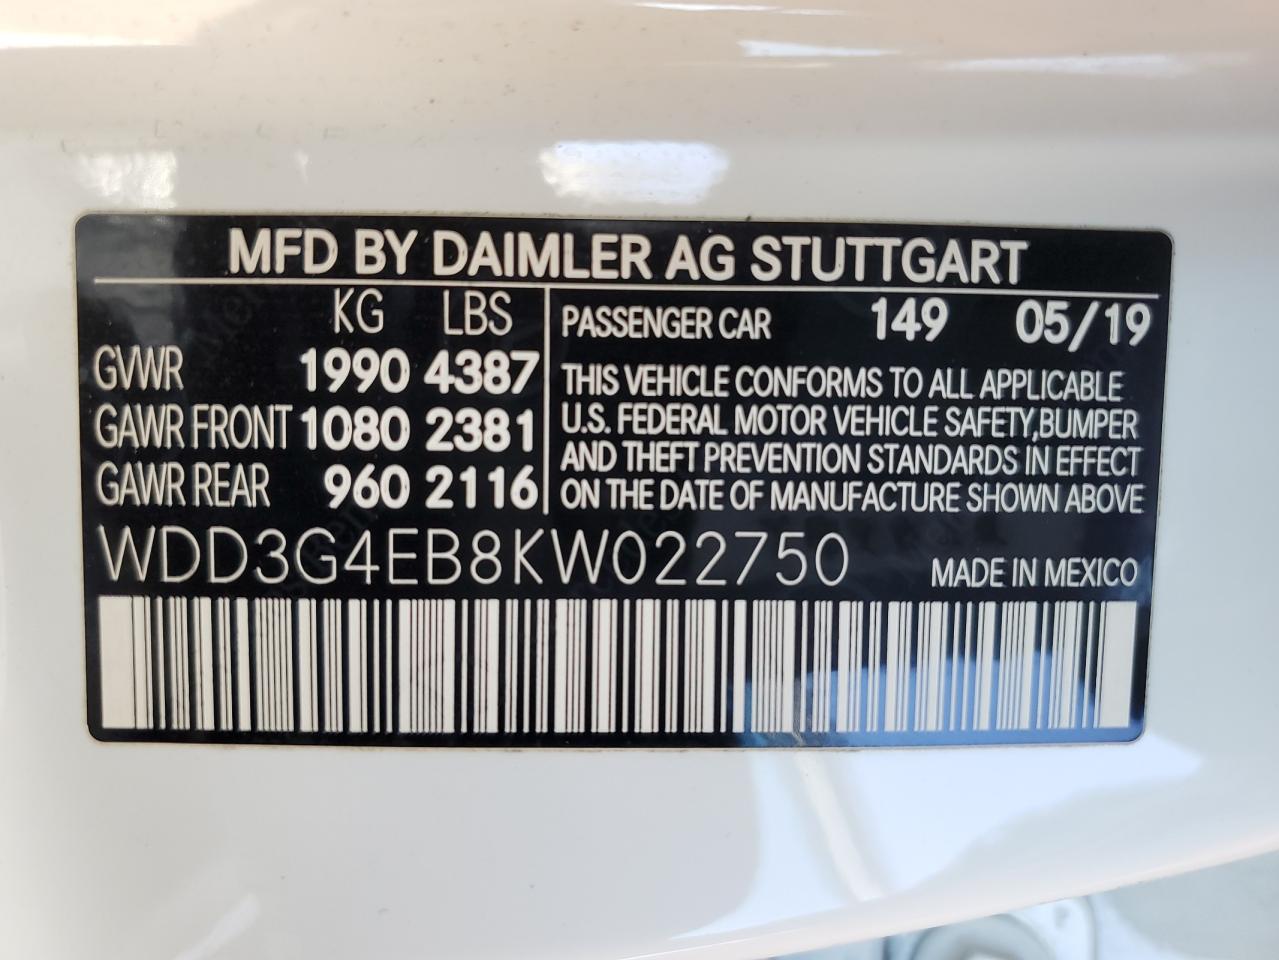 MFD BY DAIMLER AG STUTTGART
KG LBS
GVWR 1990 4387
GAWR FRONT 1080 2381
GAWR REAR 960 2116
PASSENGER CAR 149 05/19
THIS VEHICLE CONFORMS TO ALL APPLICABLE
U.S. FEDERAL MOTOR VEHICLE SAFETY,BUMPER
AND THEFT PREVENTION STANDARDS IN EFFECT
ON THE DATE OF MANUFACTURE SHOWN ABOVE
WDD3G4EB8KW022750 MADE IN MEXICO